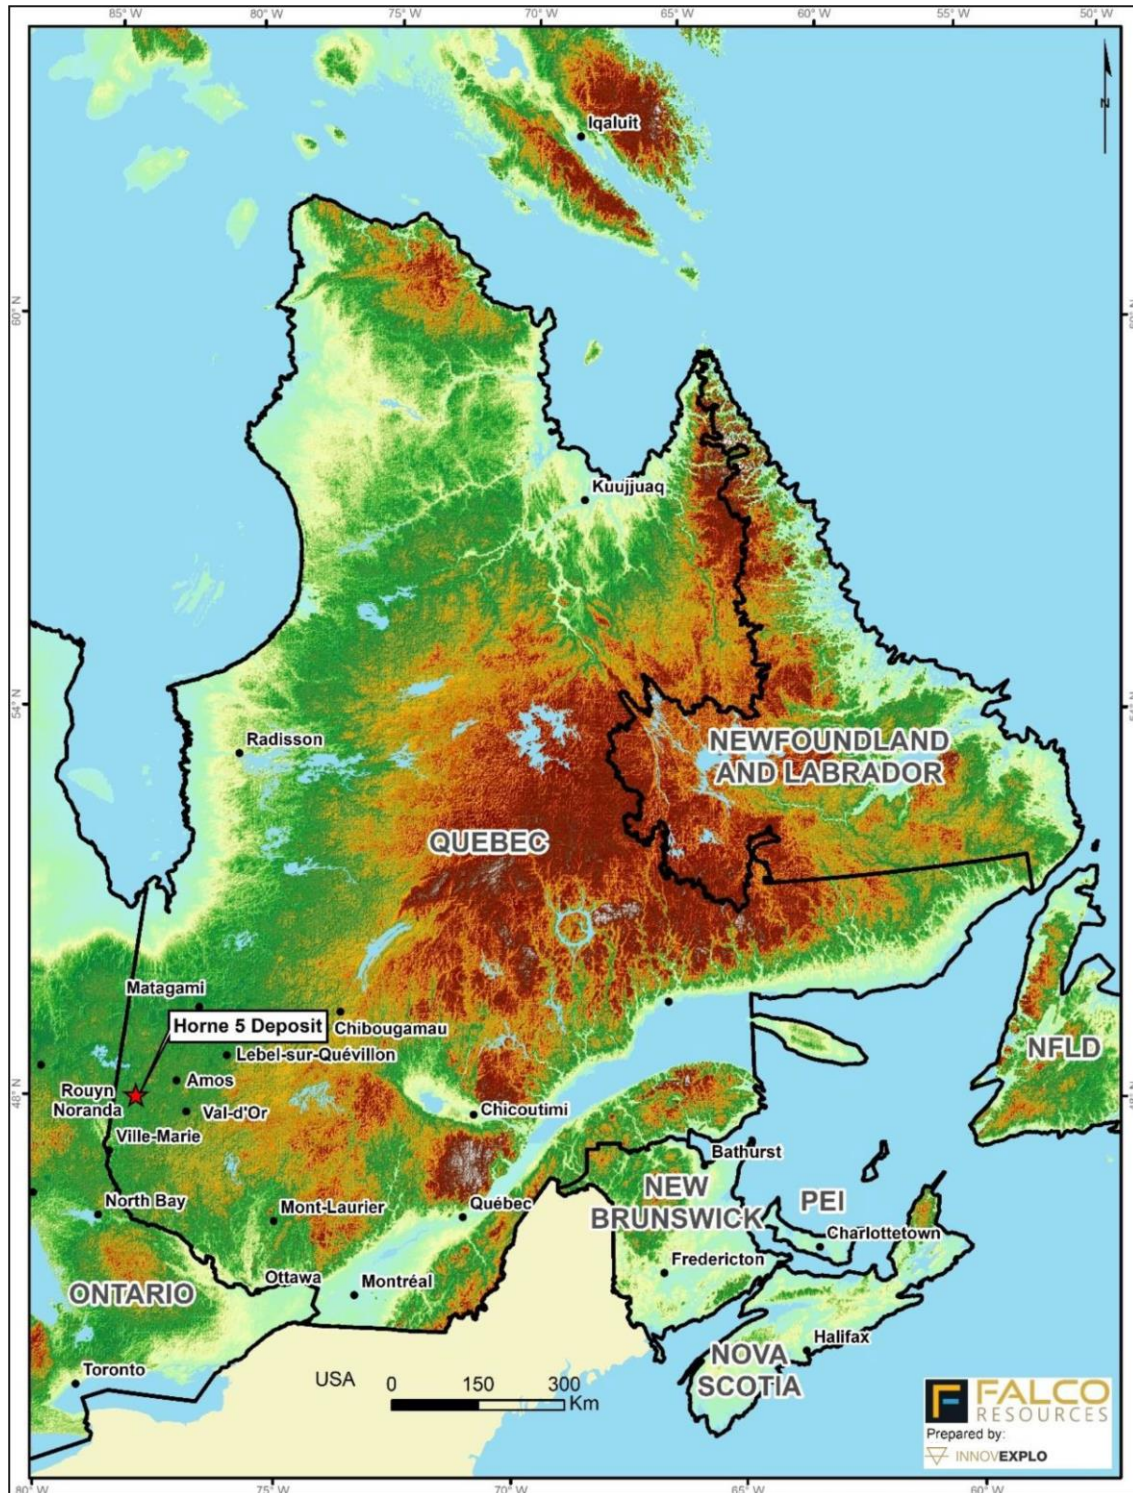 85° W
80° W
75° W
70° W
65° W
60° W
55° W
50° W
N
Iqaluit
60° N
Kuujjuaq
54° N
Radisson
NEWFOUNDLAND
AND LABRADOR
QUEBEC
Matagami
Horne 5 Deposit
Chibougamau
Lebel-sur-Quévillon
NFLD
Amos
Rouyn
Noranda
48° N
Val-d'Or
Chicoutimi
Ville-Marie
Bathurst
NEW
BRUNSWICK
PEI
North Bay
Mont-Laurier
Québec
Charlottetown
Fredericton
Ottawa
Montréal
ONTARIO
Halifax
NOVA
SCOTIA
Toronto
USA
0 150 300
Km
FALCO
RESOURCES
Prepared by:
INNOVEXPLO
80° W
75° W
70° W
65° W
60° W